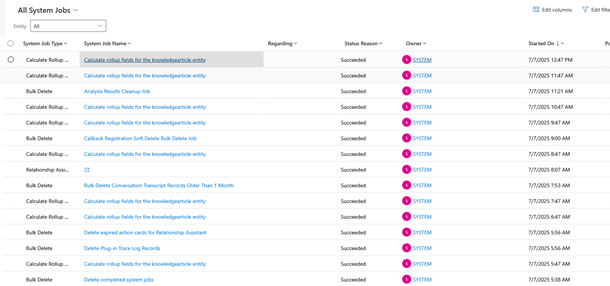 All System Jobs
Edit columns
Edit filte
Entity All
System Job Type System Job Name Regarding Status Reason Owner Started On
Calculate Rollup ... Calculate rollup fields for the knowledgearticle entity Succeeded S SYSTEM 7/7/2025 12:47 PM
Calculate Rollup ... Calculate rollup fields for the knowledgearticle entity Succeeded S SYSTEM 7/7/2025 11:47 AM
Bulk Delete Analysis Results Cleanup Job Succeeded S SYSTEM 7/7/2025 11:21 AM
Calculate Rollup ... Calculate rollup fields for the knowledgearticle entity Succeeded S SYSTEM 7/7/2025 10:47 AM
Calculate Rollup ... Calculate rollup fields for the knowledgearticle entity Succeeded S SYSTEM 7/7/2025 9:47 AM
Bulk Delete Callback Registration Soft Delete Bulk Delete Job Succeeded S SYSTEM 7/7/2025 9:00 AM
Calculate Rollup ... Calculate rollup fields for the knowledgearticle entity Succeeded S SYSTEM 7/7/2025 8:47 AM
Relationship Assi... Succeeded S SYSTEM 7/7/2025 8:07 AM
Bulk Delete Bulk Delete Conversation Transcript Records Older Than 1 Month Succeeded S SYSTEM 7/7/2025 7:53 AM
Calculate Rollup ... Calculate rollup fields for the knowledgearticle entity Succeeded S SYSTEM 7/7/2025 7:47 AM
Calculate Rollup ... Calculate rollup fields for the knowledgearticle entity Succeeded S SYSTEM 7/7/2025 6:47 AM
Bulk Delete Delete expired action cards for Relationship Assistant Succeeded S SYSTEM 7/7/2025 5:56 AM
Bulk Delete Delete Plug-in Trace Log Records Succeeded S SYSTEM 7/7/2025 5:56 AM
Calculate Rollup ... Calculate rollup fields for the knowledgearticle entity Succeeded S SYSTEM 7/7/2025 5:47 AM
Bulk Delete Delete completed system jobs Succeeded S SYSTEM 7/7/2025 5:38 AM